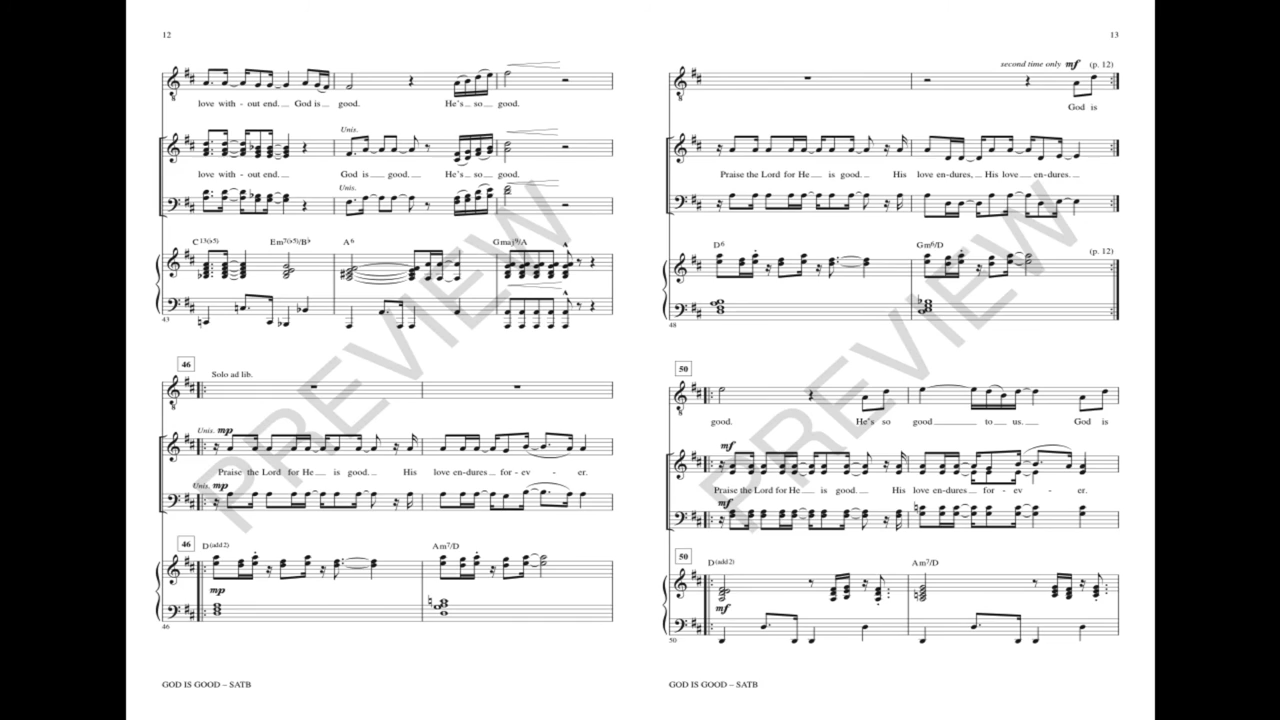 12
love with - out end. God is good. He's so good.
Unis.
love with - out end. God is good. He's so good.
Unis.
C13(♭5) Em7(♭5)/B♭ A6 Gmaj9/A
43
46
Solo ad lib.
Unis. mp
Praise the Lord for He is good. His love en-dures for - ev - er.
Unis. mp
46 D(add2) Am7/D
mp
46
GOD IS GOOD – SATB
13
second time only mf (p. 12)
God is
Praise the Lord for He is good. His love en-dures, His love en-dures.
D6 Gm6/D (p. 12)
48
50
good. He's so good to us. God is
mf
Praise the Lord for He is good. His love en-dures for - ev - er.
mf
50
D(add2) Am7/D
mf
50
GOD IS GOOD – SATB
PREVIEW
PREVIEW